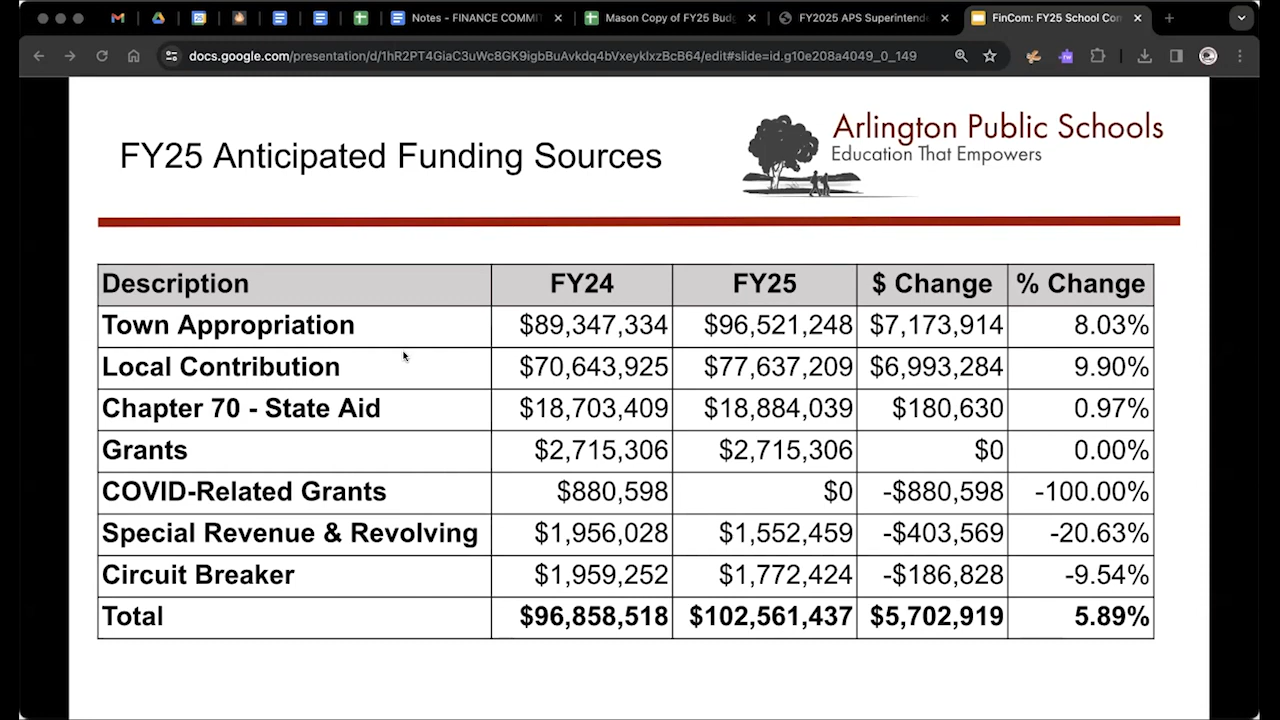 Notes - FINANCE COMMIT
Mason Copy of FY25 Budg
FY2025 APS Superintende
FinCom: FY25 School Com
docs.google.com/presentation/d/1hR2PT4GiaC3uWc8GK9igbBuAvkdq4bVxeyklxzBcB64/edit#slide=id.g10e208a4049_0_149
Arlington Public Schools
Education That Empowers
FY25 Anticipated Funding Sources
Description FY24 FY25 $ Change % Change
Town Appropriation $89,347,334 $96,521,248 $7,173,914 8.03%
Local Contribution $70,643,925 $77,637,209 $6,993,284 9.90%
Chapter 70 - State Aid $18,703,409 $18,884,039 $180,630 0.97%
Grants $2,715,306 $2,715,306 $0 0.00%
COVID-Related Grants $880,598 $0 -$880,598 -100.00%
Special Revenue & Revolving $1,956,028 $1,552,459 -$403,569 -20.63%
Circuit Breaker $1,959,252 $1,772,424 -$186,828 -9.54%
Total $96,858,518 $102,561,437 $5,702,919 5.89%